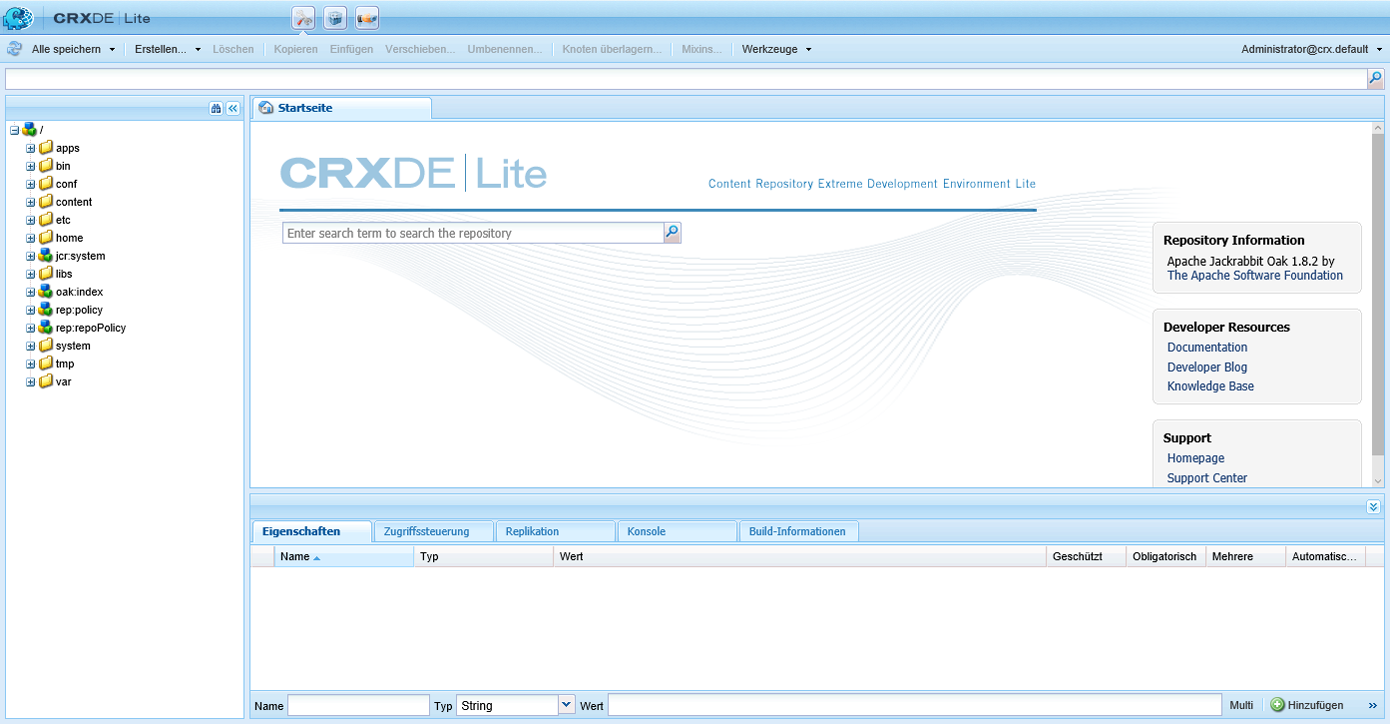 CRXDE | Lite
Alle speichern Erstellen... Löschen Kopieren Einfügen Verschieben... Umbenennen... Knoten überlagern... Mixins... Werkzeuge Administrator@crx.default
Startseite
/
apps
bin
conf
content
etc
home
jcr:system
libs
oak:index
rep:policy
rep:repoPolicy
system
tmp
var
CRXDE | Lite
Content Repository Extreme Development Environment Lite
Enter search term to search the repository
Repository Information
Apache Jackrabbit Oak 1.8.2 by
The Apache Software Foundation
Developer Resources
Documentation
Developer Blog
Knowledge Base
Support
Homepage
Support Center
Eigenschaften Zugriffssteuerung Replikation Konsole Build-Informationen
Name Typ Wert Geschützt Obligatorisch Mehrere Automatisc...
Name Typ String Wert Multi Hinzufügen »